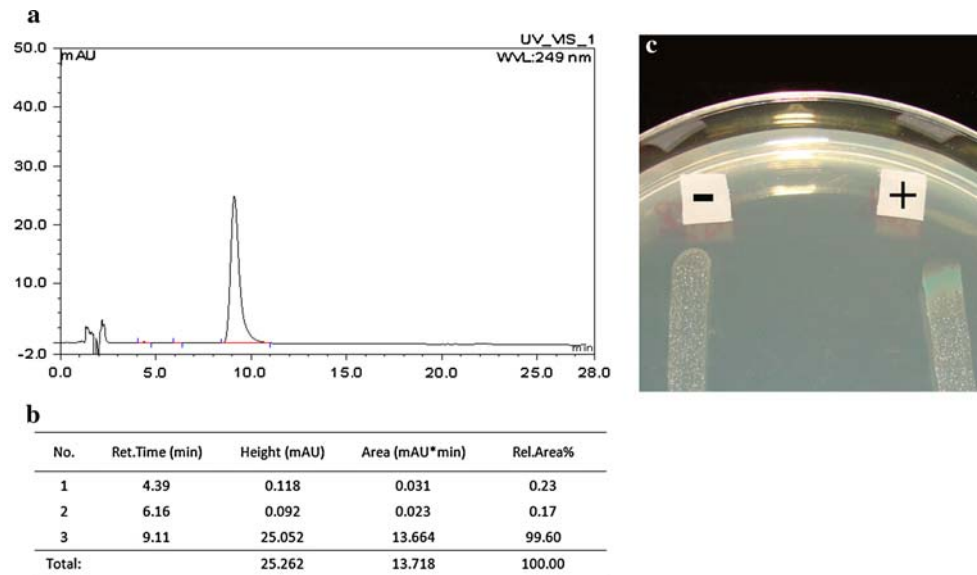 a
UV_VIS_1
mAU
WVL:249 nm
50.0
40.0
30.0
20.0
10.0
-2.0
min
0.0 5.0 10.0 15.0 20.0 28.0
b
No. Ret.Time (min) Height (mAU) Area (mAU*min) Rel.Area%
1 4.39 0.118 0.031 0.23
2 6.16 0.092 0.023 0.17
3 9.11 25.052 13.664 99.60
Total: 25.262 13.718 100.00
c
- +